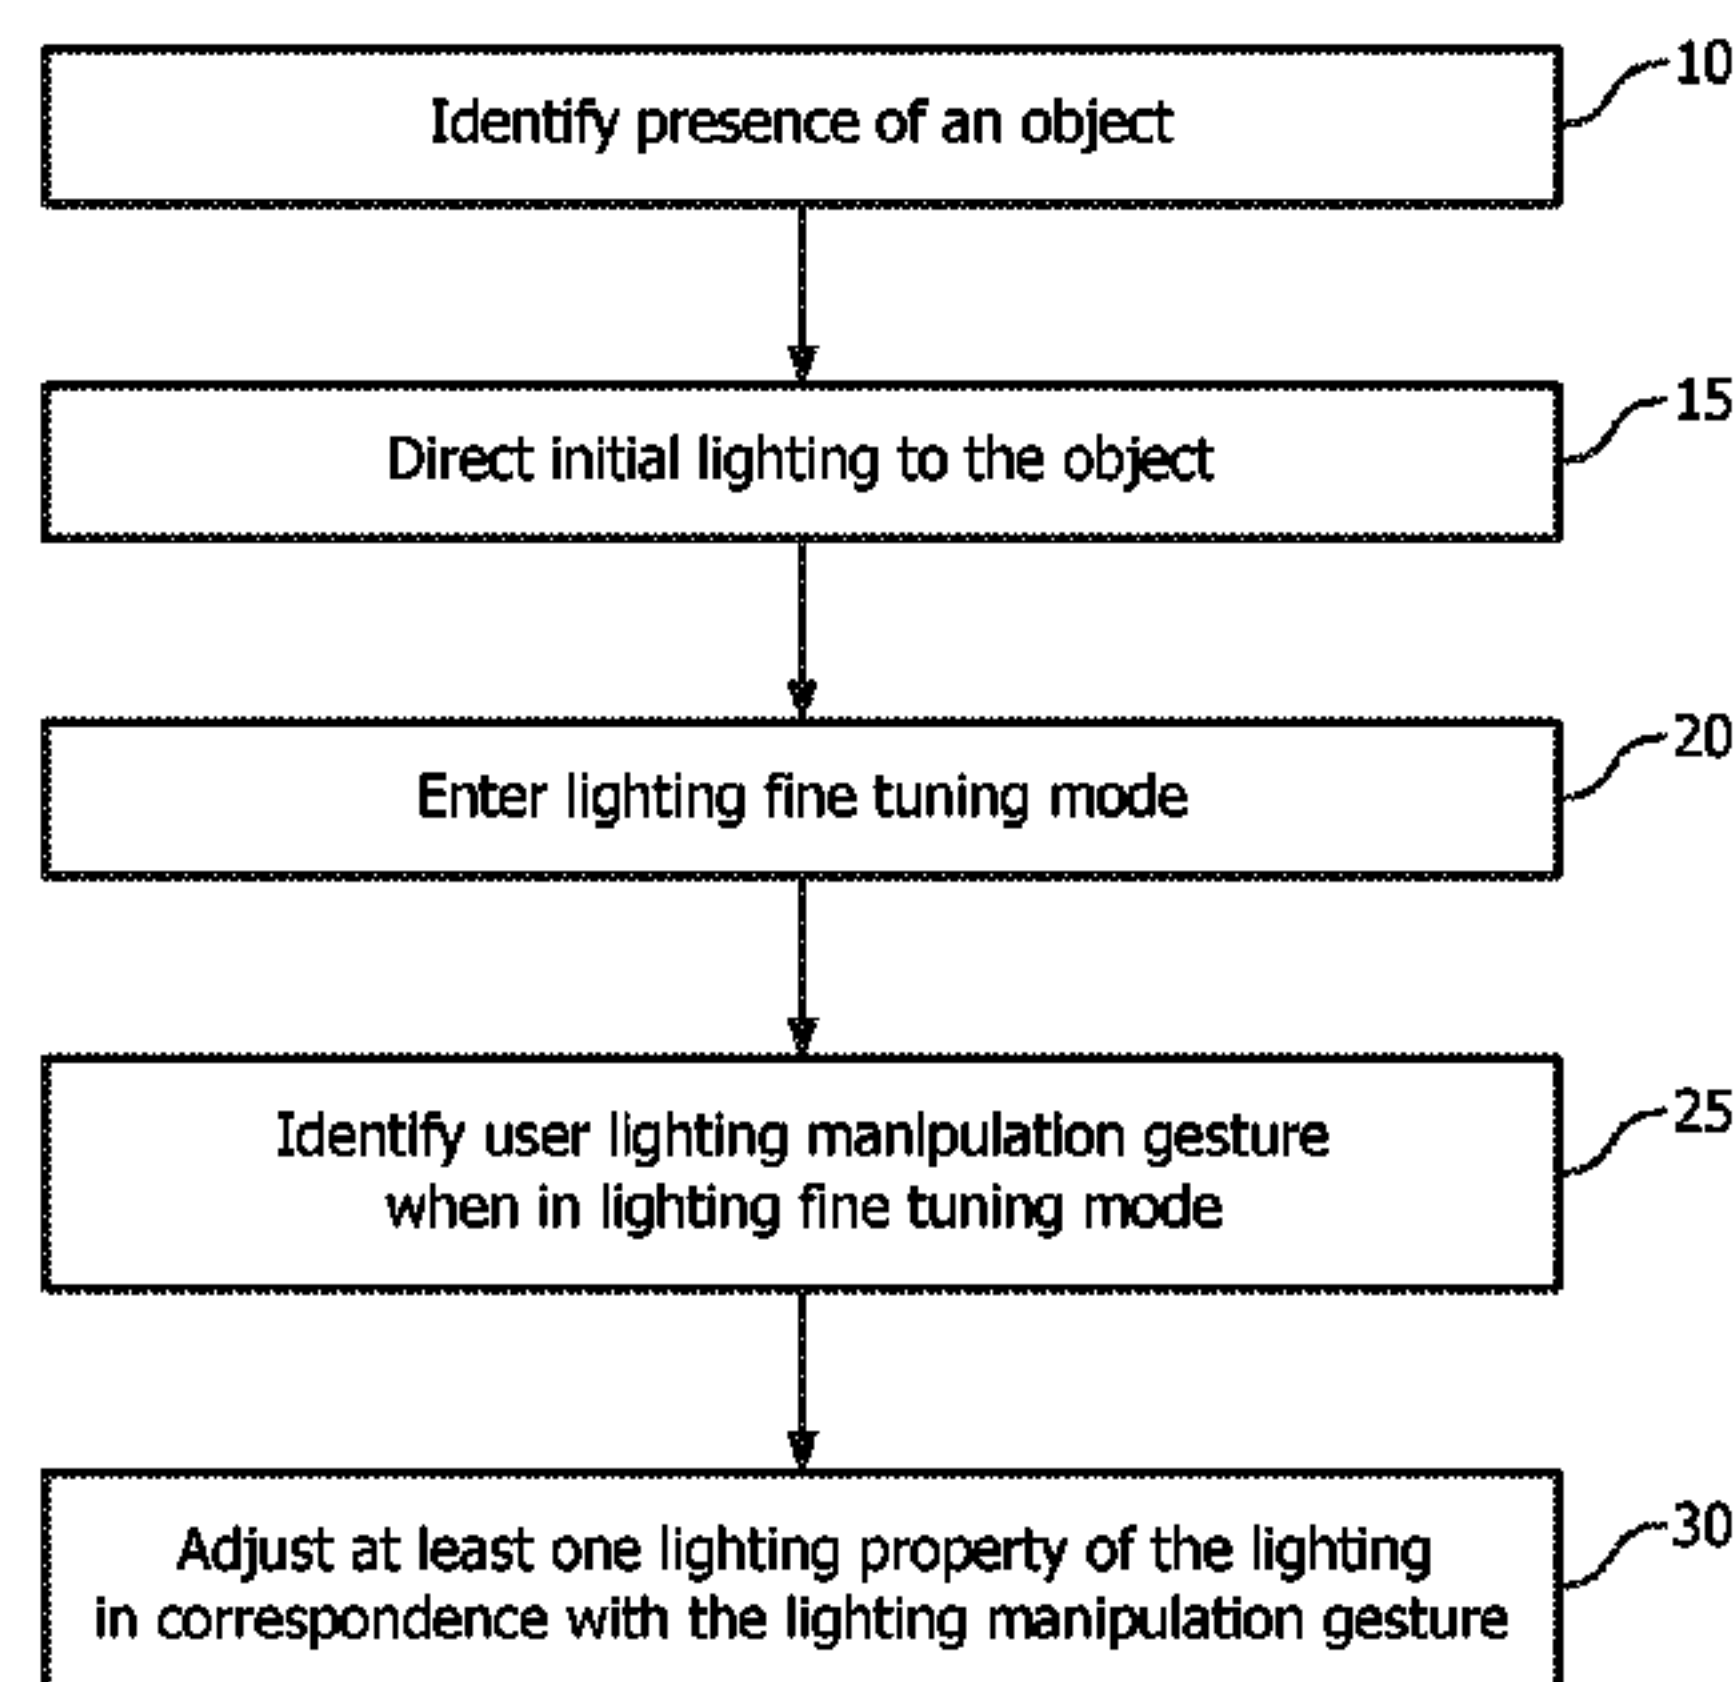 Identify presence of an object
10
Direct initial lighting to the object
15
Enter lighting fine tuning mode
20
Identify user lighting manipulation gesture
when in lighting fine tuning mode
25
Adjust at least one lighting property of the lighting
in correspondence with the lighting manipulation gesture
30